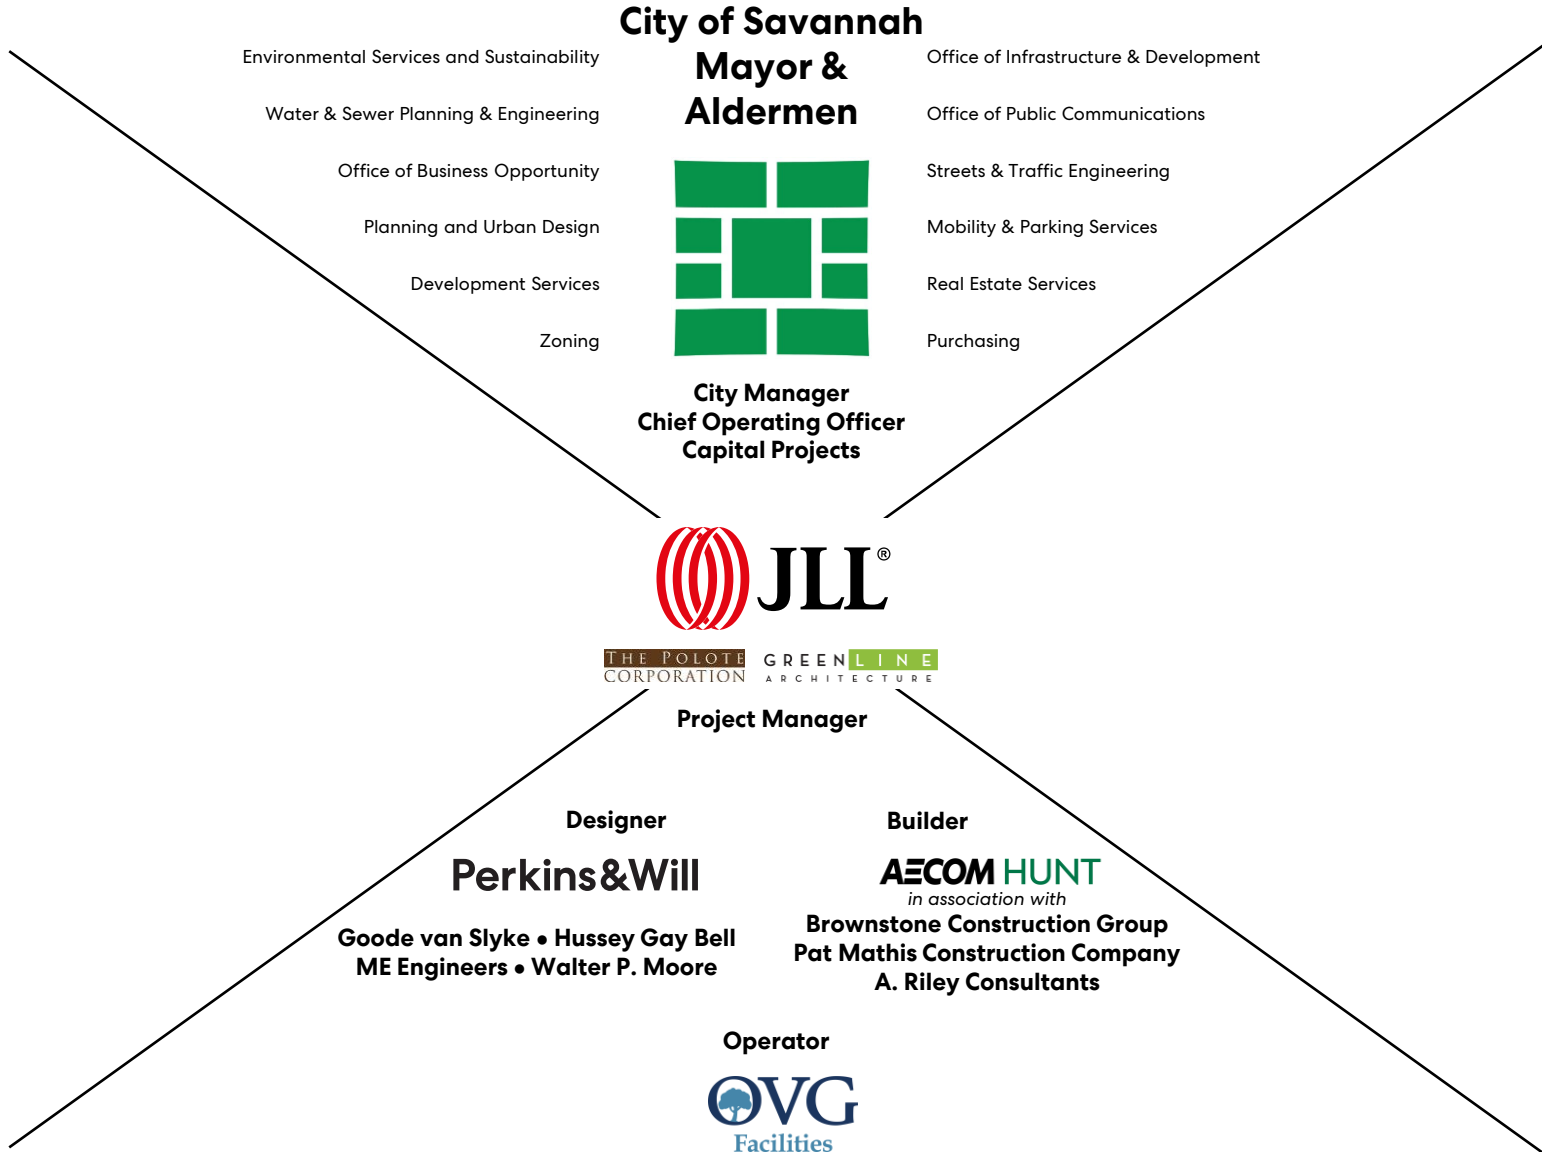 City of Savannah
Mayor &
Aldermen
Environmental Services and Sustainability
Water & Sewer Planning & Engineering
Office of Business Opportunity
Planning and Urban Design
Development Services
Zoning
Office of Infrastructure & Development
Office of Public Communications
Streets & Traffic Engineering
Mobility & Parking Services
Real Estate Services
Purchasing
City Manager
Chief Operating Officer
Capital Projects
JLL®
THE POLOTE
CORPORATION
GREENLINE
ARCHITECTURE
Project Manager
Designer
Perkins&Will
Goode van Slyke • Hussey Gay Bell
ME Engineers • Walter P. Moore
Builder
AECOM HUNT
in association with
Brownstone Construction Group
Pat Mathis Construction Company
A. Riley Consultants
Operator
OVG
Facilities